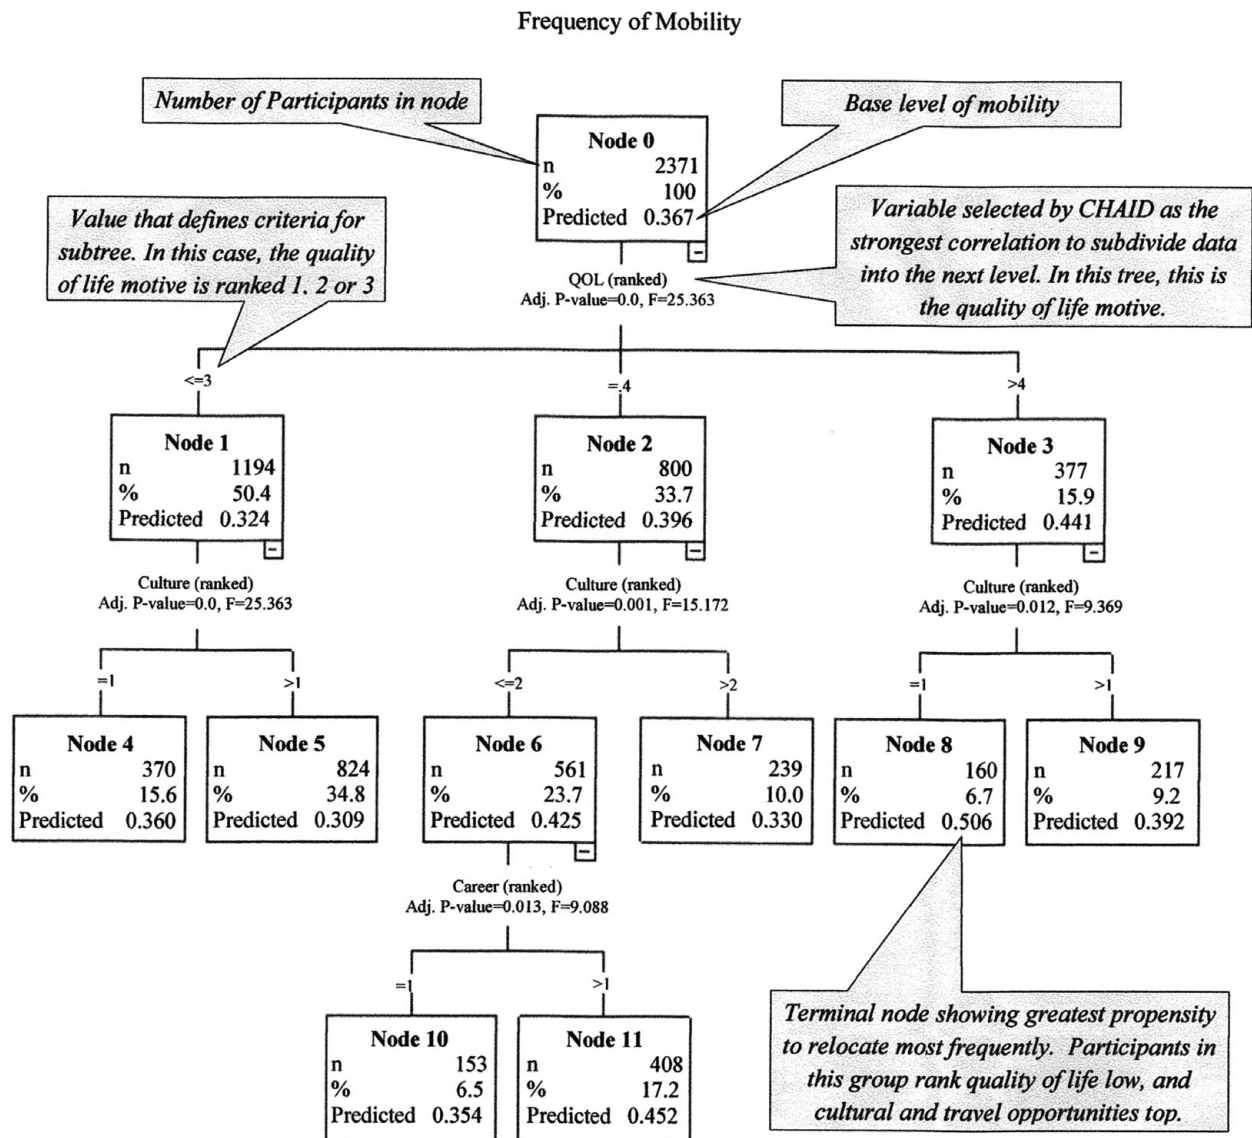 Frequency of Mobility
Number of Participants in node
Base level of mobility
Node 0
n 2371
% 100
Predicted 0.367
−
Value that defines criteria for
subtree. In this case, the quality
of life motive is ranked 1, 2 or 3
Variable selected by CHAID as the
strongest correlation to subdivide data
into the next level. In this tree, this is
the quality of life motive.
QOL (ranked)
Adj. P-value=0.0, F=25.363
<=3
=.4
>4
Node 1
n 1194
% 50.4
Predicted 0.324
−
Node 2
n 800
% 33.7
Predicted 0.396
−
Node 3
n 377
% 15.9
Predicted 0.441
−
Culture (ranked)
Adj. P-value=0.0, F=25.363
Culture (ranked)
Adj. P-value=0.001, F=15.172
Culture (ranked)
Adj. P-value=0.012, F=9.369
=1
>1
<=2
>2
=1
>1
Node 4
n 370
% 15.6
Predicted 0.360
Node 5
n 824
% 34.8
Predicted 0.309
Node 6
n 561
% 23.7
Predicted 0.425
−
Node 7
n 239
% 10.0
Predicted 0.330
Node 8
n 160
% 6.7
Predicted 0.506
Node 9
n 217
% 9.2
Predicted 0.392
Career (ranked)
Adj. P-value=0.013, F=9.088
=1
>1
Node 10
n 153
% 6.5
Predicted 0.354
Node 11
n 408
% 17.2
Predicted 0.452
Terminal node showing greatest propensity
to relocate most frequently. Participants in
this group rank quality of life low, and
cultural and travel opportunities top.